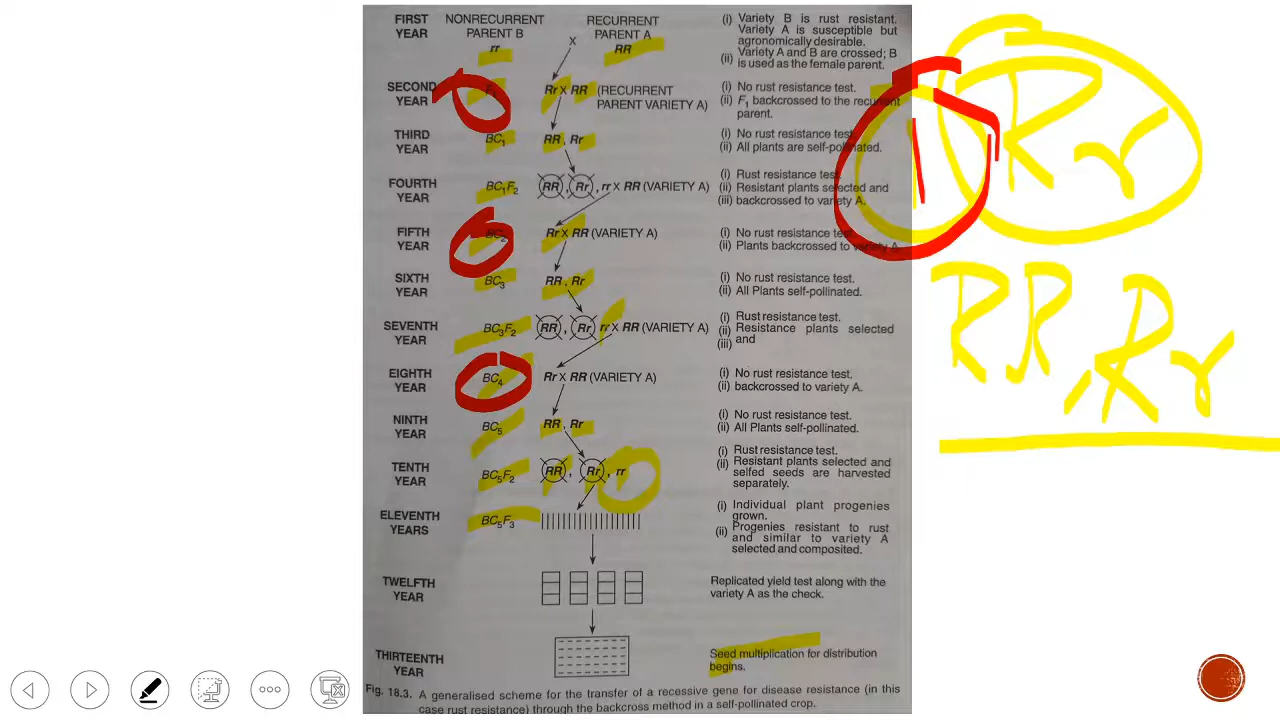 FIRST YEAR
NONRECURRENT PARENT B
rr
X
RECURRENT PARENT A
RR
(i) Variety B is rust resistant.
Variety A is susceptible but
agronomically desirable.
(ii) Variety A and B are crossed; B
is used as the female parent.
SECOND YEAR
F1
Rr X RR (RECURRENT
PARENT VARIETY A)
(i) No rust resistance test.
(ii) F1 backcrossed to the recurrent
parent.
THIRD YEAR
BC1
RR, Rr
(i) No rust resistance test.
(ii) All plants are self-pollinated.
FOURTH YEAR
BC1F2
RR, Rr, rr X RR (VARIETY A)
(i) Rust resistance test.
(ii) Resistant plants selected and
(iii) backcrossed to variety A.
FIFTH YEAR
BC2
Rr X RR (VARIETY A)
(i) No rust resistance test.
(ii) Plants backcrossed to variety A.
SIXTH YEAR
BC3
RR, Rr
(i) No rust resistance test.
(ii) All Plants self-pollinated.
SEVENTH YEAR
BC3F2
RR, Rr rr X RR (VARIETY A)
(i) Rust resistance test.
(ii) Resistance plants selected
(iii) and
EIGHTH YEAR
BC4
Rr X RR (VARIETY A)
(i) No rust resistance test.
(ii) backcrossed to variety A.
NINTH YEAR
BC5
RR, Rr
(i) No rust resistance test.
(ii) All Plants self-pollinated.
TENTH YEAR
BC5F2
RR, Rr, rr
(i) Rust resistance test.
(ii) Resistant plants selected and
selfed seeds are harvested
separately.
ELEVENTH YEARS
BC5F3
(i) Individual plant progenies
grown.
(ii) Progenies resistant to rust
and similar to variety A
selected and composited.
TWELFTH YEAR
Replicated yield test along with the
variety A as the check.
THIRTEENTH YEAR
Seed multiplication for distribution
begins.
Fig. 18.3. A generalised scheme for the transfer of a recessive gene for disease resistance (in this
case rust resistance) through the backcross method in a self-pollinated crop.
1 Rr
RR, Rr